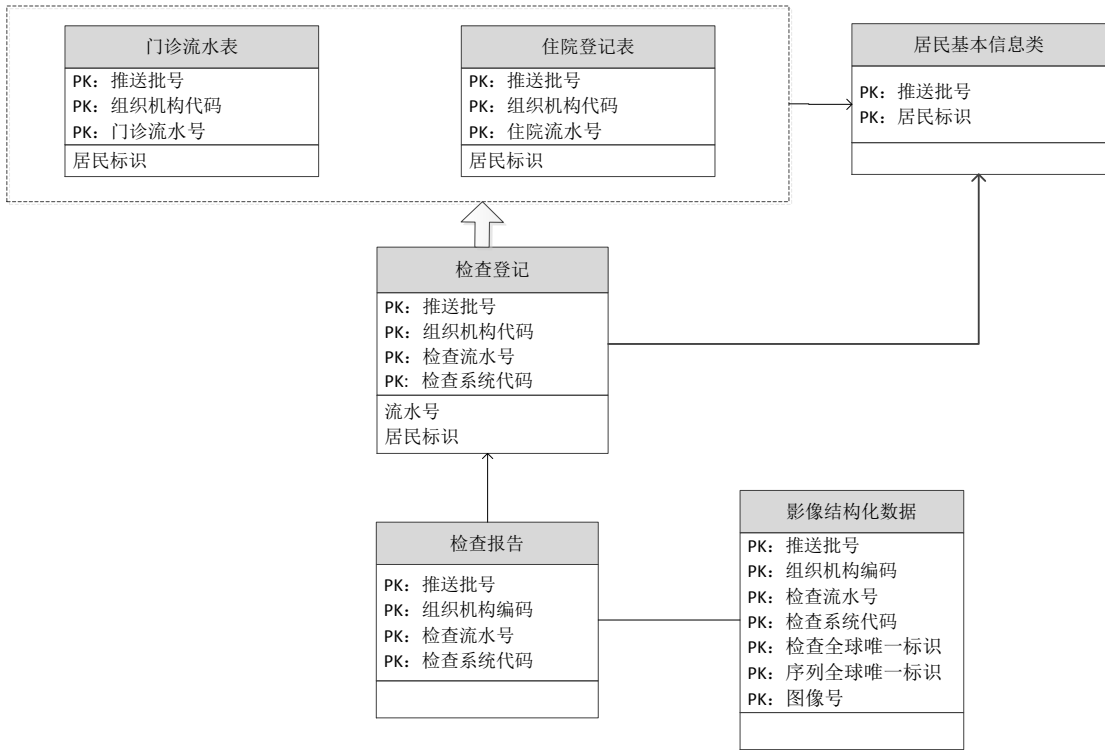 门诊流水表
PK：推送批号
PK：组织机构代码
PK：门诊流水号
居民标识
住院登记表
PK：推送批号
PK：组织机构代码
PK：住院流水号
居民标识
居民基本信息类
PK：推送批号
PK：居民标识
检查登记
PK：推送批号
PK：组织机构代码
PK：检查流水号
PK：检查系统代码
流水号
居民标识
检查报告
PK：推送批号
PK：组织机构编码
PK：检查流水号
PK：检查系统代码
影像结构化数据
PK：推送批号
PK：组织机构编码
PK：检查流水号
PK：检查系统代码
PK：检查全球唯一标识
PK：序列全球唯一标识
PK：图像号